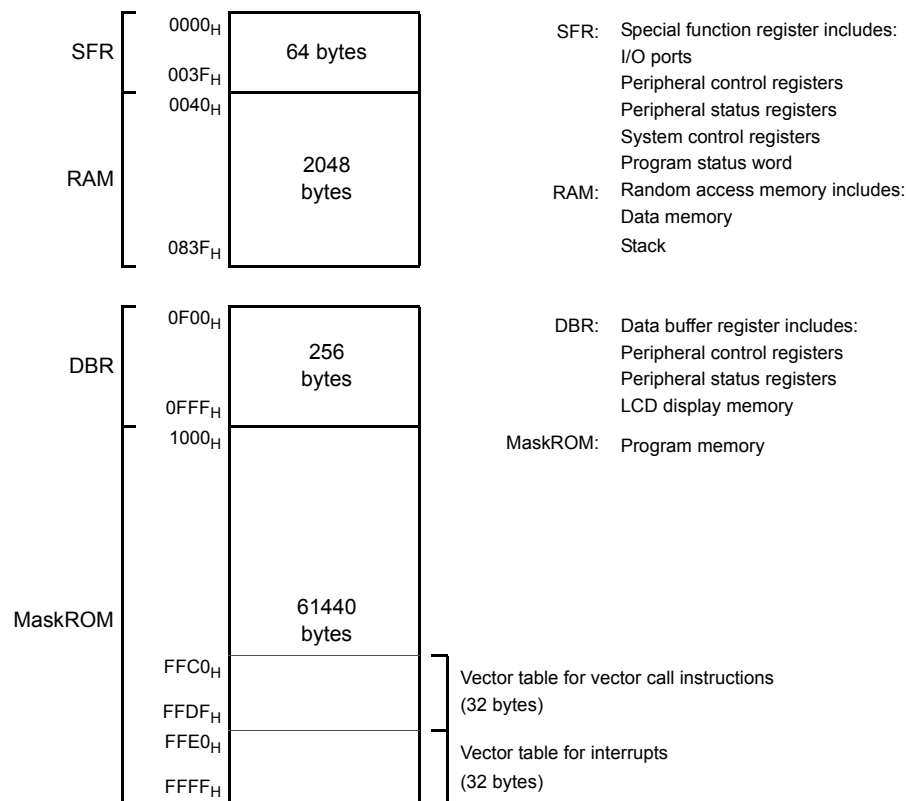 0000H
SFR
64 bytes
003FH
0040H
RAM
2048
bytes
083FH
SFR: Special function register includes:
I/O ports
Peripheral control registers
Peripheral status registers
System control registers
Program status word
RAM: Random access memory includes:
Data memory
Stack
0F00H
DBR
256
bytes
0FFFH
DBR: Data buffer register includes:
Peripheral control registers
Peripheral status registers
LCD display memory
1000H
MaskROM: Program memory
MaskROM
61440
bytes
FFC0H
Vector table for vector call instructions
(32 bytes)
FFDFH
FFE0H
Vector table for interrupts
(32 bytes)
FFFFH